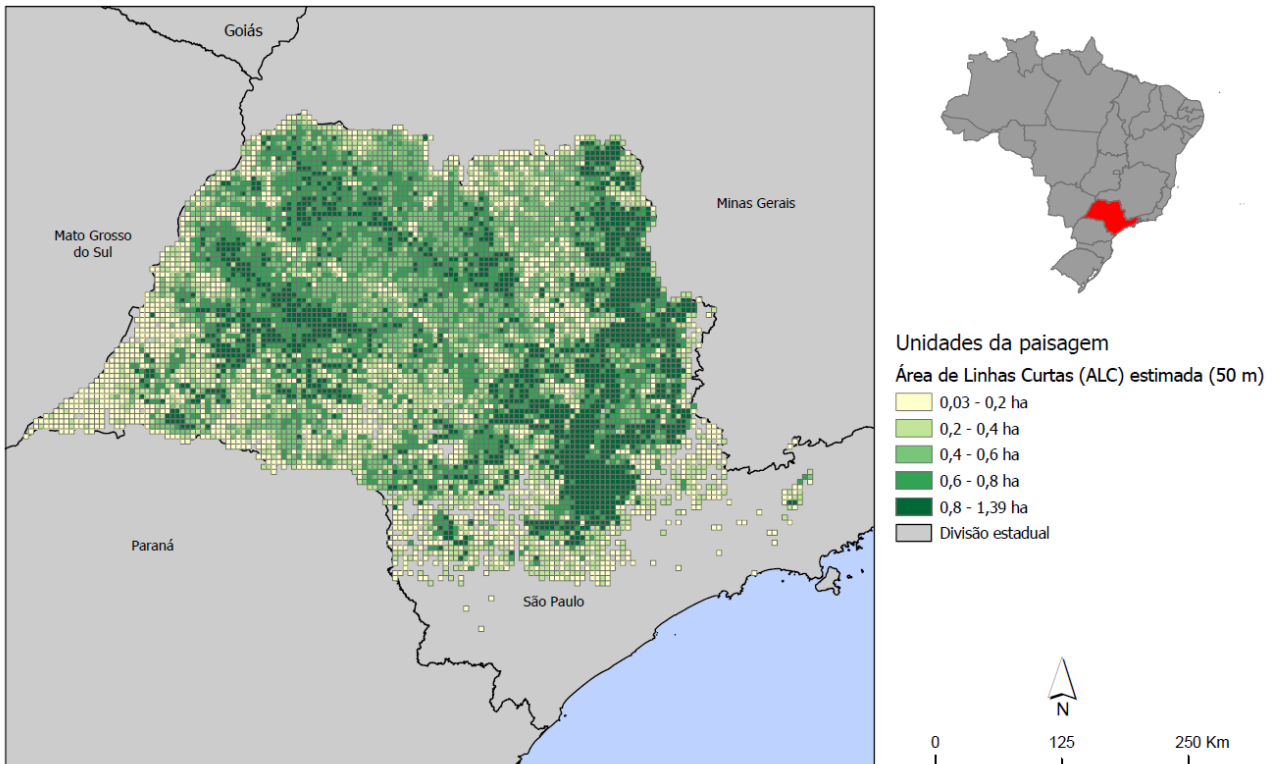 Goiás
Minas Gerais
Mato Grosso
do Sul
Paraná
São Paulo
Unidades da paisagem
Área de Linhas Curtas (ALC) estimada (50 m)
0,03 - 0,2 ha
0,2 - 0,4 ha
0,4 - 0,6 ha
0,6 - 0,8 ha
0,8 - 1,39 ha
Divisão estadual
N
0 125 250 Km